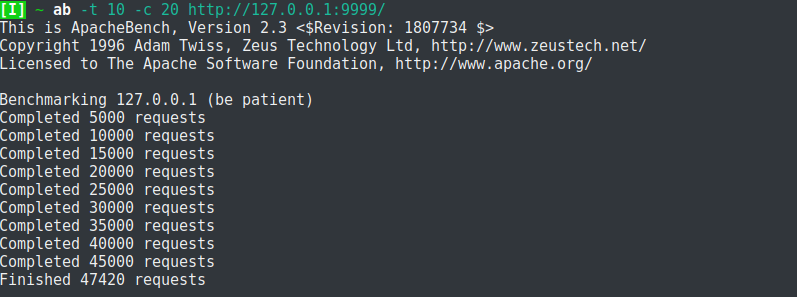 [I] ~ ab -t 10 -c 20 http://127.0.0.1:9999/
This is ApacheBench, Version 2.3 <$Revision: 1807734 $>
Copyright 1996 Adam Twiss, Zeus Technology Ltd, http://www.zeustech.net/
Licensed to The Apache Software Foundation, http://www.apache.org/

Benchmarking 127.0.0.1 (be patient)
Completed 5000 requests
Completed 10000 requests
Completed 15000 requests
Completed 20000 requests
Completed 25000 requests
Completed 30000 requests
Completed 35000 requests
Completed 40000 requests
Completed 45000 requests
Finished 47420 requests